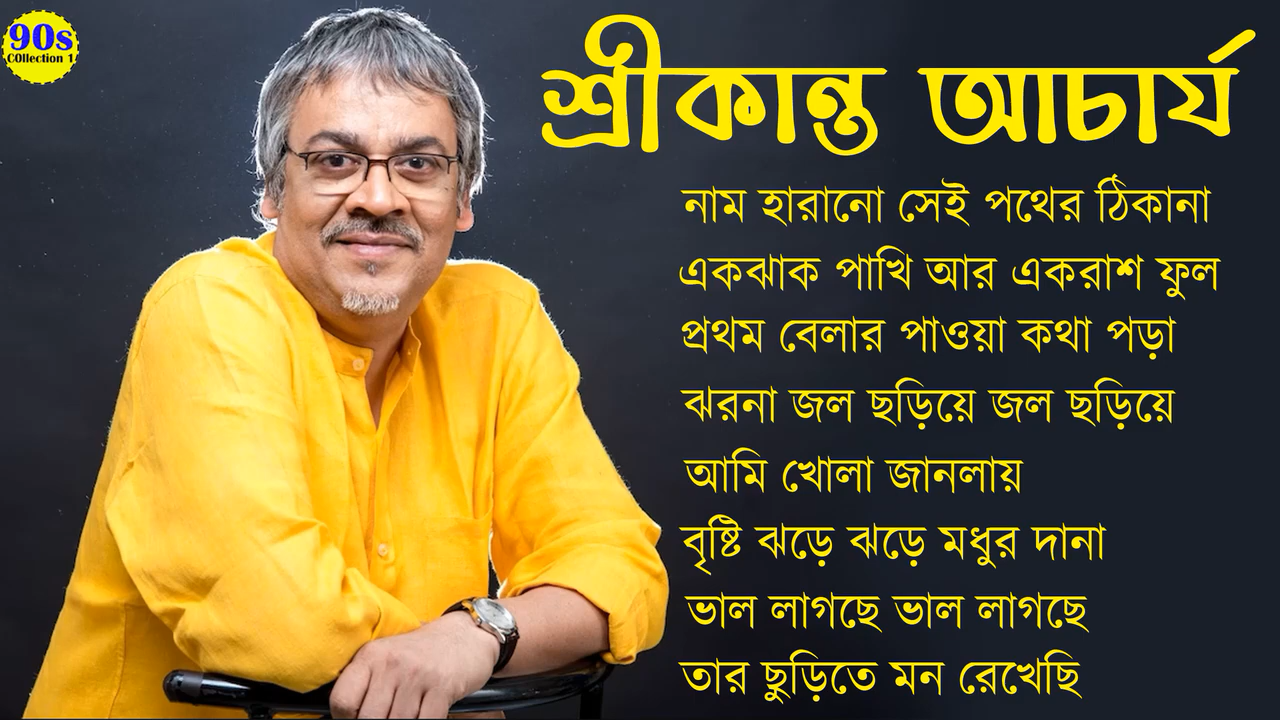 90s
COllection 1
শ্রীকান্ত আচার্য
নাম হারানো সেই পথের ঠিকানা
একঝাক পাখি আর একরাশ ফুল
প্রথম বেলার পাওয়া কথা পড়া
ঝরনা জল ছড়িয়ে জল ছড়িয়ে
আমি খোলা জানলায়
বৃষ্টি ঝড়ে ঝড়ে মধুর দানা
ভাল লাগছে ভাল লাগছে
তার ছুড়িতে মন রেখেছি